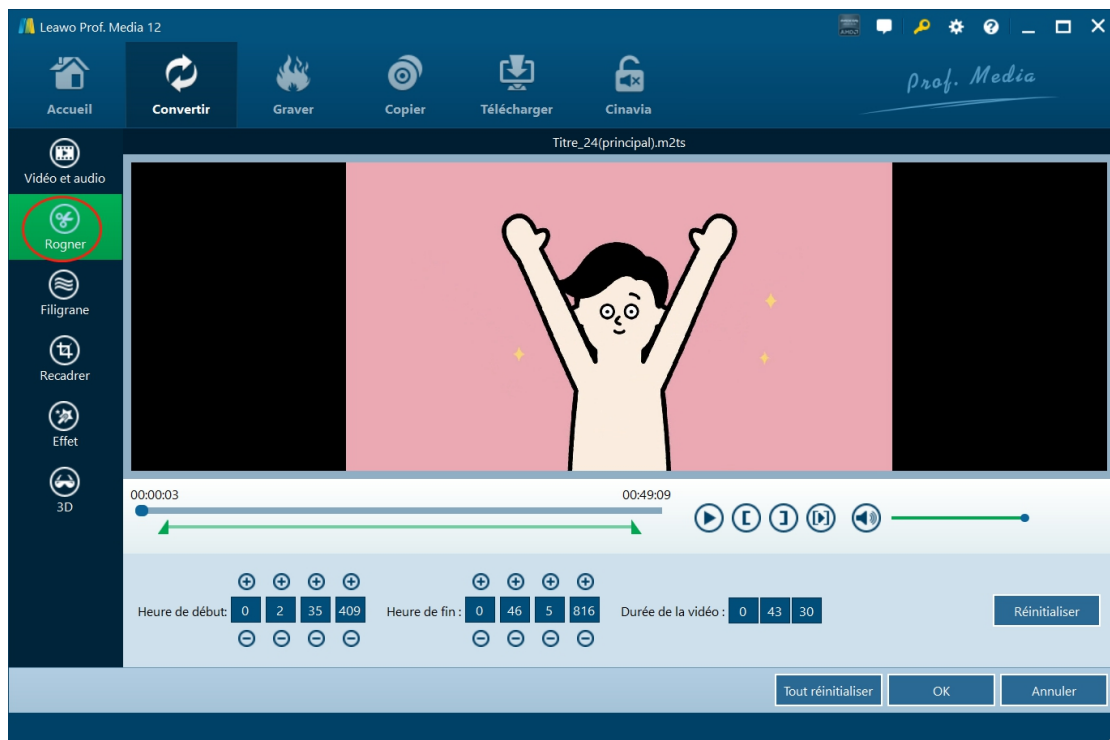 Leawo Prof. Media 12
Accueil
Convertir
Graver
Copier
Télécharger
Cinavia
Prof. Media
Titre_24(principal).m2ts
Vidéo et audio
Rogner
Filigrane
Recadrer
Effet
3D
00:00:03
00:49:09
Heure de début: 0 2 35 409 Heure de fin : 0 46 5 816 Durée de la vidéo : 0 43 30 Réinitialiser
Tout réinitialiser OK Annuler